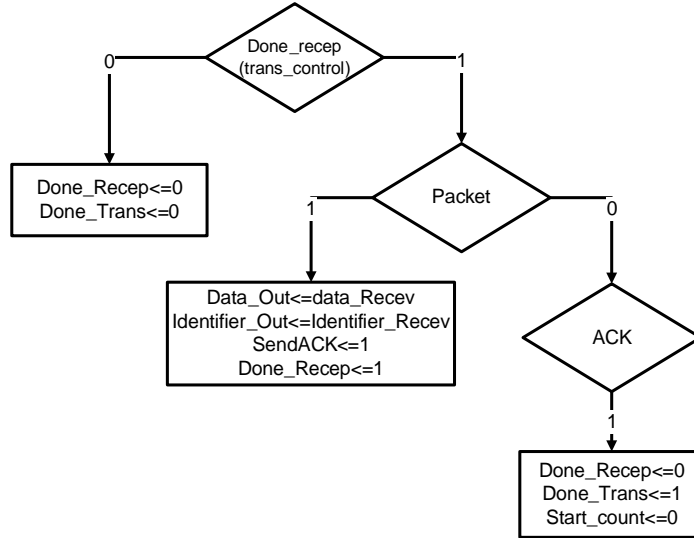 Done_recep
(trans_control)
0
1
Done_Recep<=0
Done_Trans<=0
Packet
1
0
Data_Out<=data_Recev
Identifier_Out<=Identifier_Recev
SendACK<=1
Done_Recep<=1
ACK
1
Done_Recep<=0
Done_Trans<=1
Start_count<=0